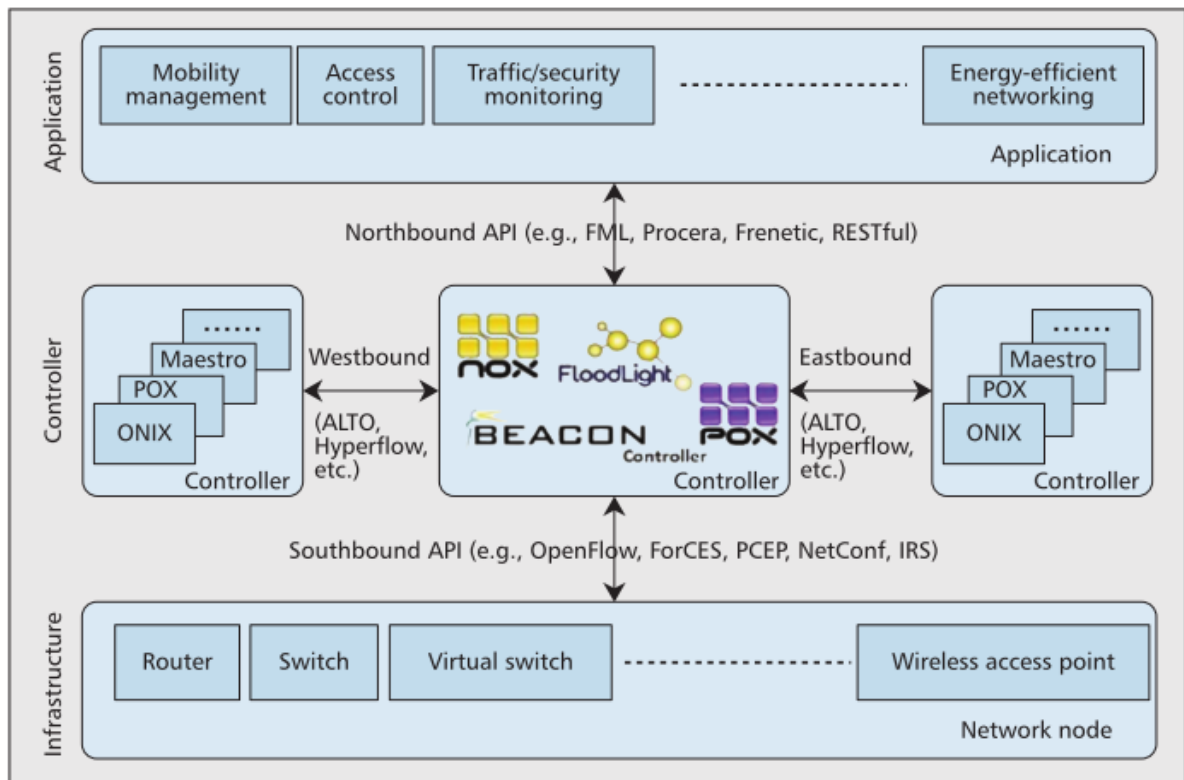 Application
Mobility
management
Access
control
Traffic/security
monitoring
Energy-efficient
networking
Application
Northbound API (e.g., FML, Procera, Frenetic, RESTful)
Controller
......
Maestro
POX
ONIX
Controller
Westbound
(ALTO,
Hyperflow,
etc.)
nox
FloodLight
BEACON
Controller
POX
Controller
Eastbound
(ALTO,
Hyperflow,
etc.)
......
Maestro
POX
ONIX
Controller
Southbound API (e.g., OpenFlow, ForCES, PCEP, NetConf, IRS)
Infrastructure
Router
Switch
Virtual switch
Wireless access point
Network node